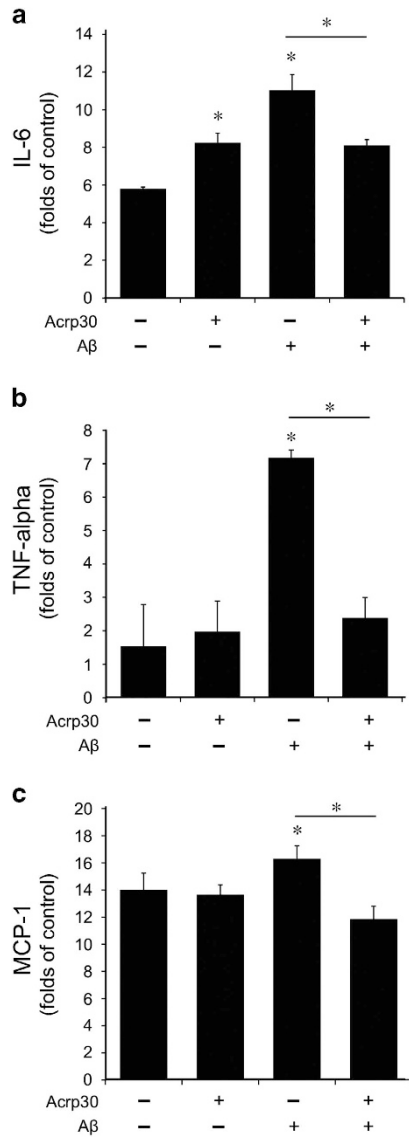 a
*
14
*
12
*
10
8
6
4
2
0
IL-6
(folds of control)
Acrp30 – + – +
Aβ – – + +
b
*
8
*
7
6
5
4
3
2
1
0
TNF-alpha
(folds of control)
Acrp30 – + – +
Aβ – – + +
c
20
*
18
*
16
14
12
10
8
6
4
2
0
MCP-1
(folds of control)
Acrp30 – + – +
Aβ – – + +